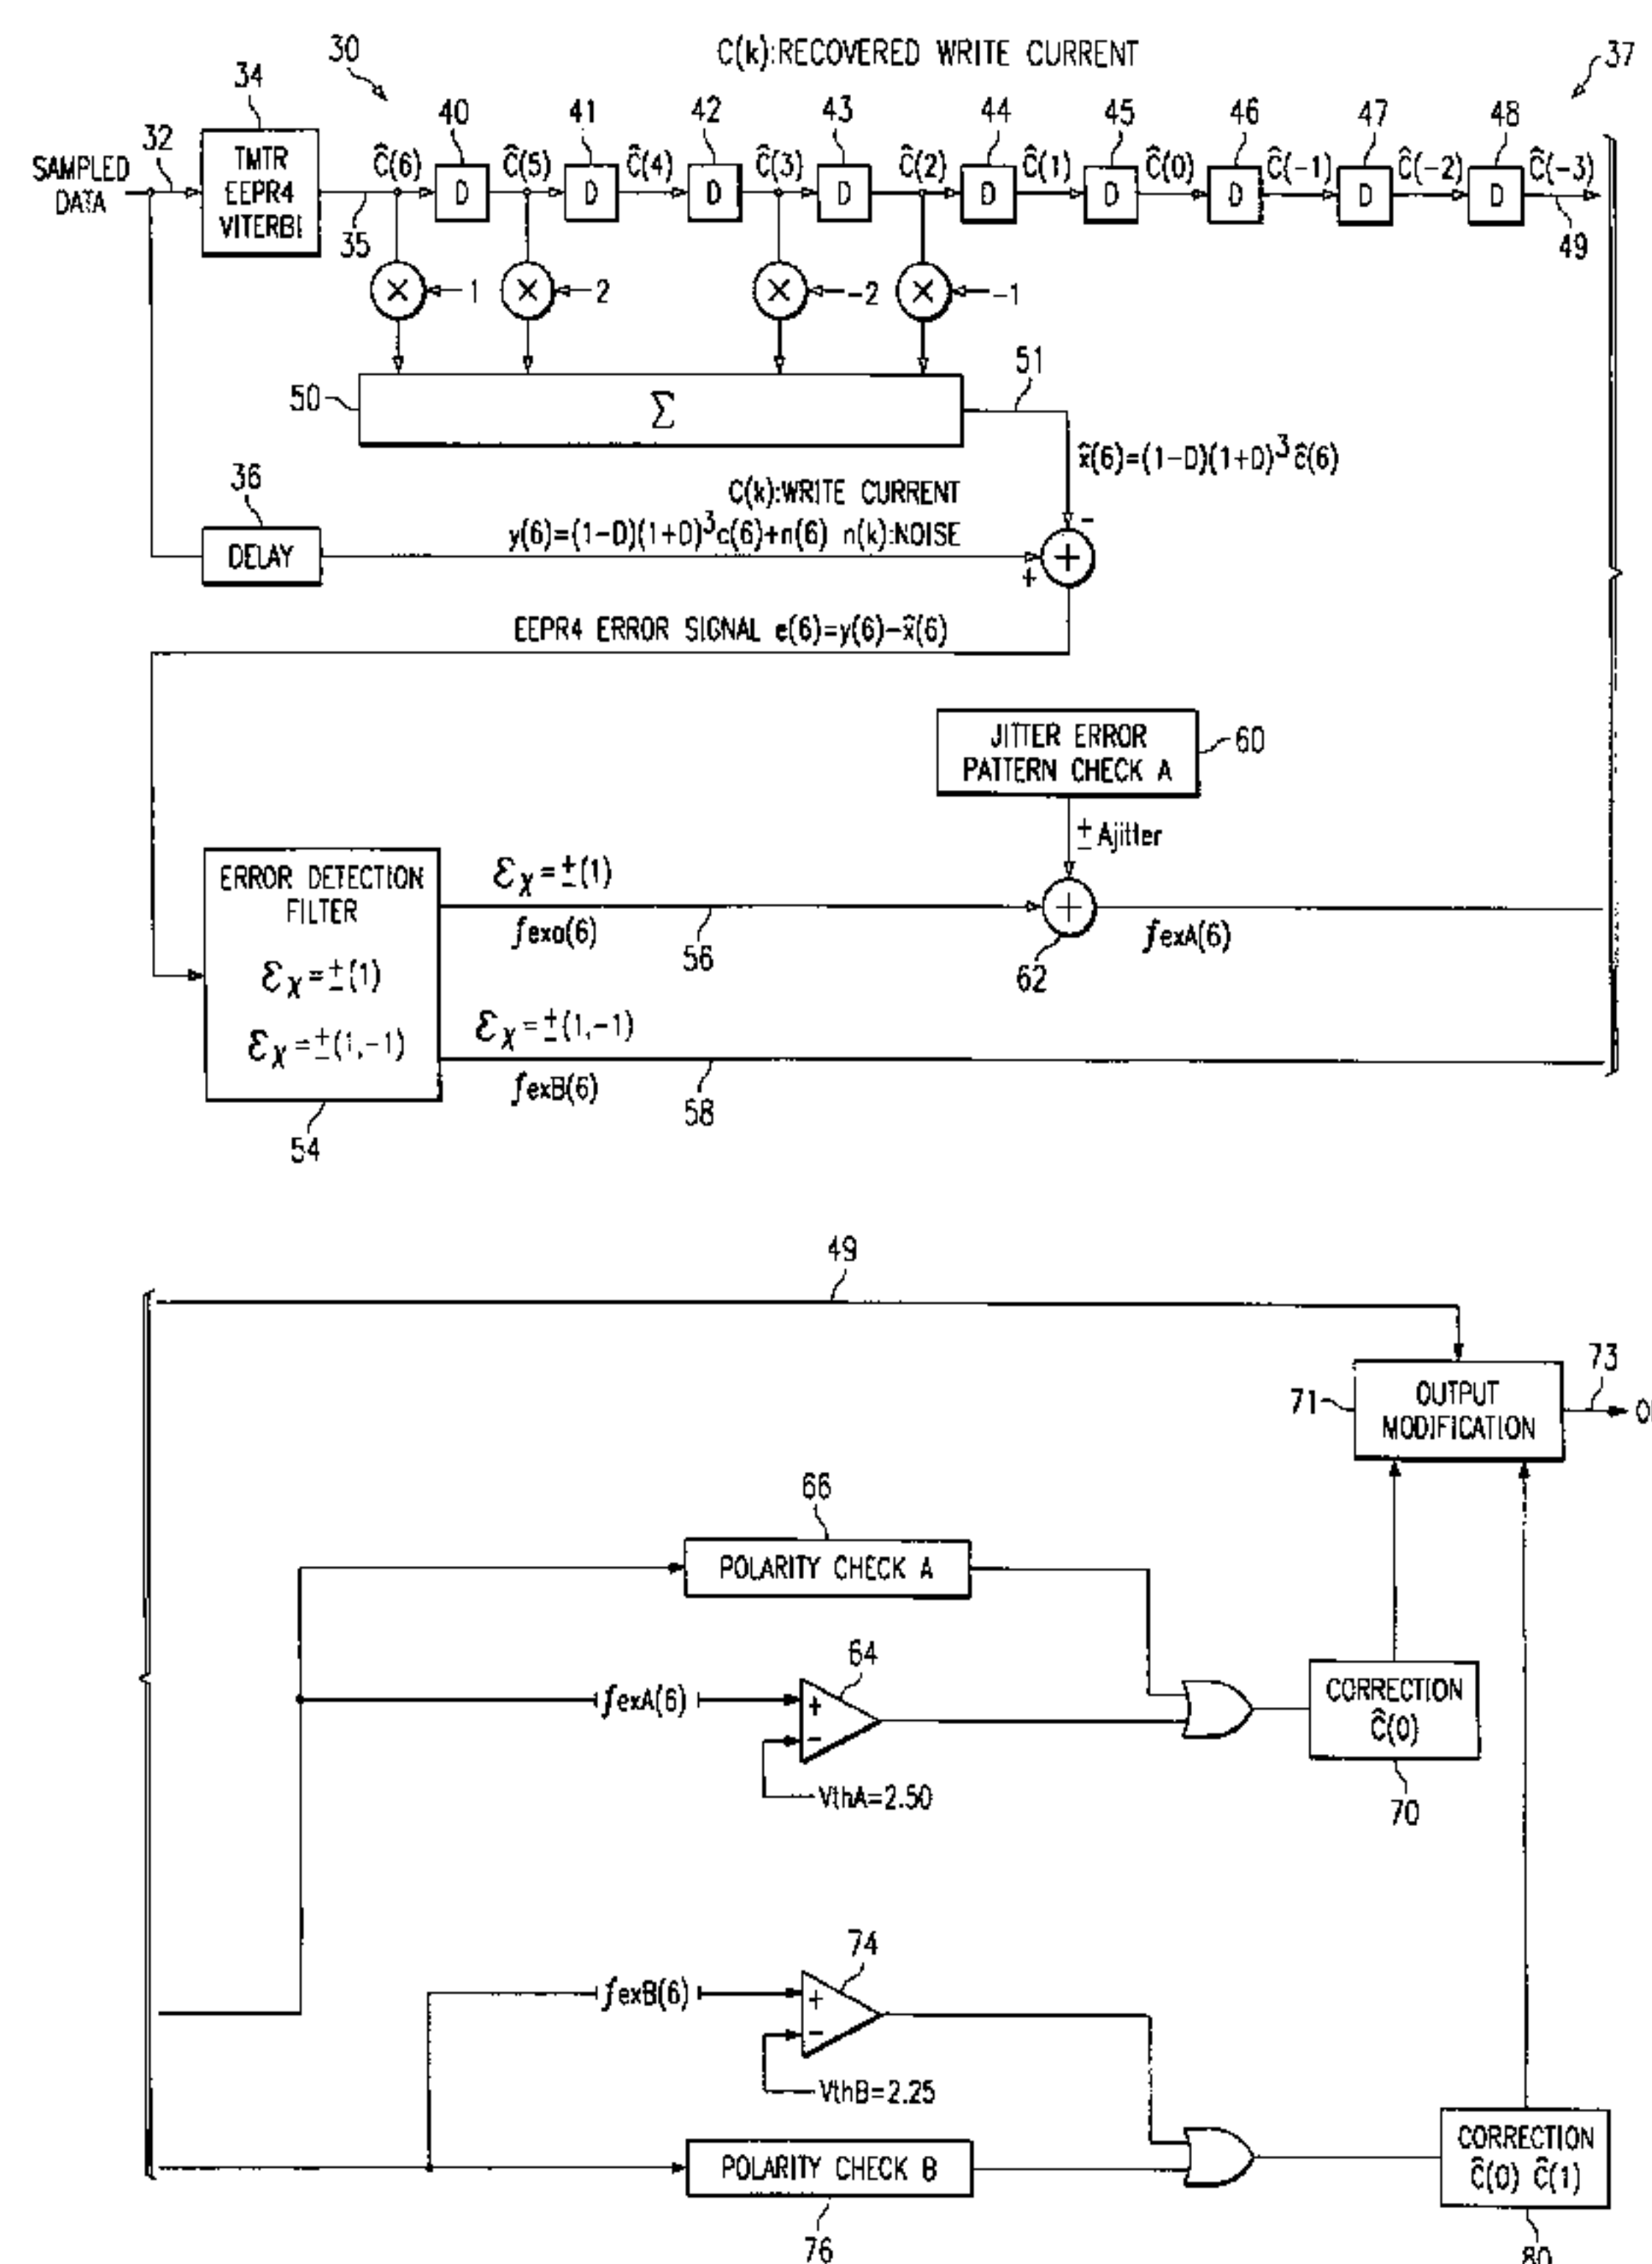 C(k):RECOVERED WRITE CURRENT
30
37
34
40
41
42
43
44
45
46
47
48
32
SAMPLED
DATA
TMTR
EEPR4
VITERBI
Ĉ(6)
D
Ĉ(5)
D
Ĉ(4)
D
Ĉ(3)
D
Ĉ(2)
D
Ĉ(1)
D
Ĉ(0)
D
Ĉ(-1)
D
Ĉ(-2)
D
Ĉ(-3)
35
49
×
1
×
2
×
-2
×
-1
50
Σ
51
x̂(6)=(1-D)(1+D)³ĉ(6)
36
C(k):WRITE CURRENT
y(6)=(1-D)(1+D)³c(6)+n(6) n(k):NOISE
DELAY
-
+
+
EEPR4 ERROR SIGNAL e(6)=y(6)-x̂(6)
JITTER ERROR
PATTERN CHECK A
60
±Ajitter
ERROR DETECTION
FILTER
εx=±(1)
εx=±(1,-1)
εx=±(1)
fexa(6)
56
+
62
fexA(6)
εx=±(1,-1)
fexB(6)
58
54
49
71
OUTPUT
MODIFICATION
73
66
POLARITY CHECK A
64
fexA(6)
+
-
VthA=2.50
CORRECTION
Ĉ(0)
70
74
fexB(6)
+
-
VthB=2.25
POLARITY CHECK B
76
CORRECTION
Ĉ(0) Ĉ(1)
80